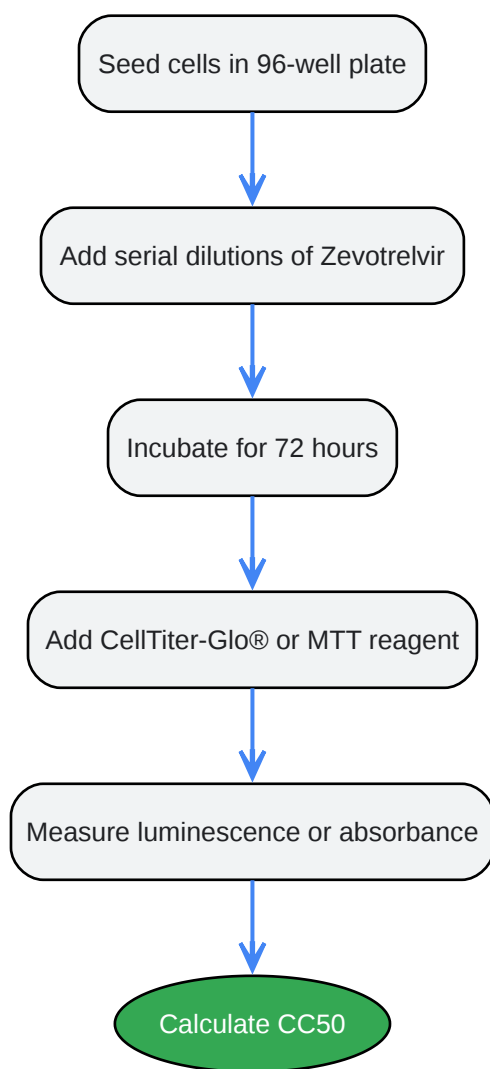 Seed cells in 96-well plate
Add serial dilutions of Zevotrelvir
Incubate for 72 hours
Add CellTiter-Glo® or MTT reagent
Measure luminescence or absorbance
Calculate CC50